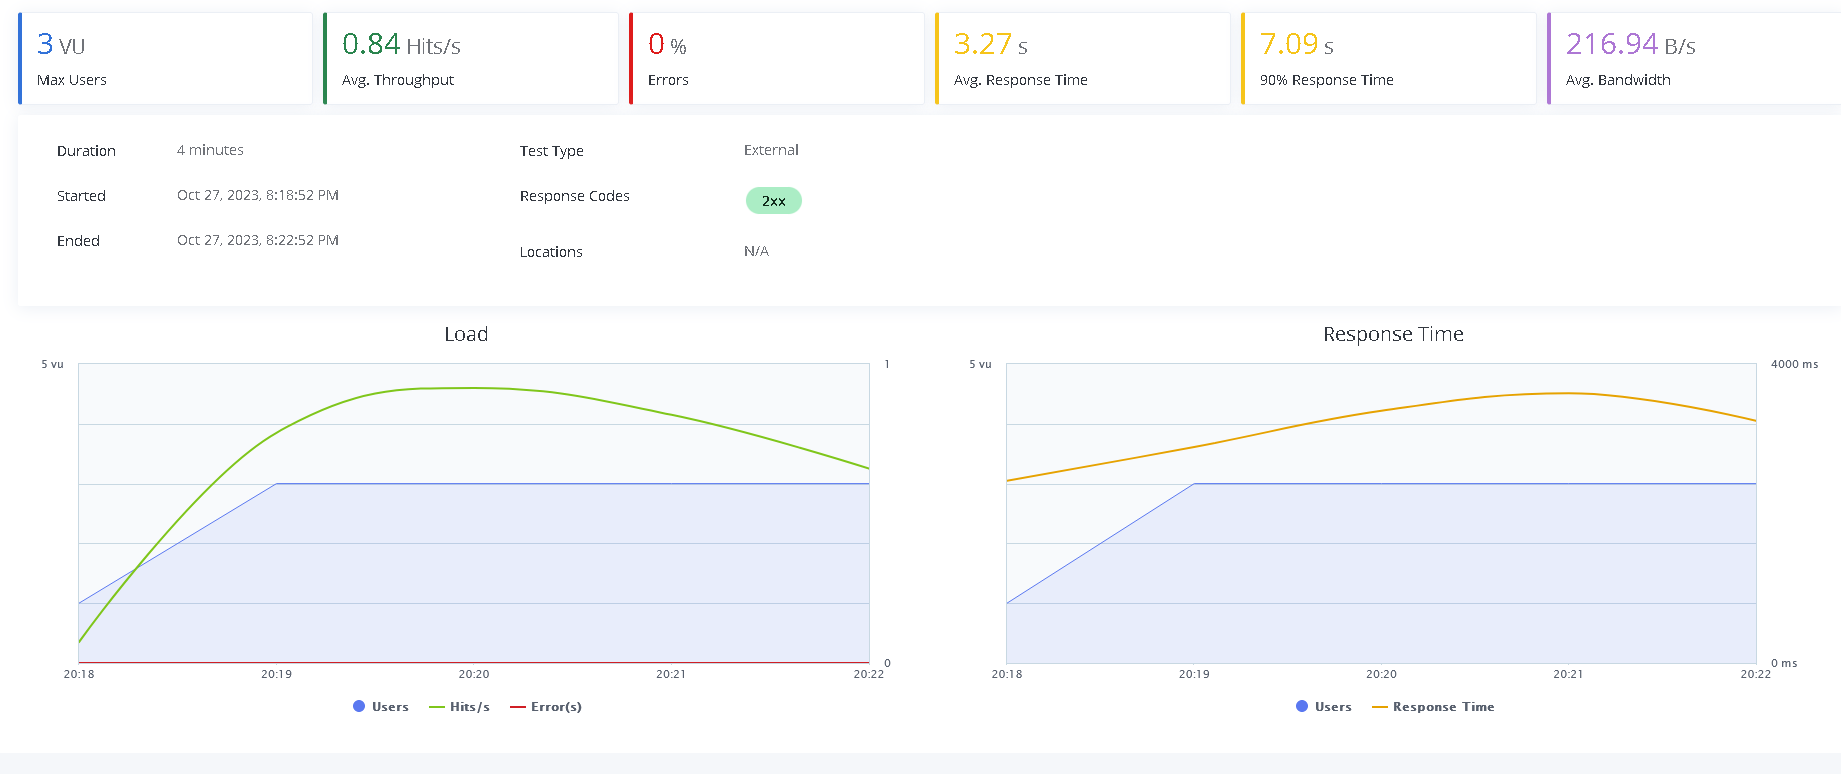 3 VU
Max Users
0.84 Hits/s
Avg. Throughput
0 %
Errors
3.27 s
Avg. Response Time
7.09 s
90% Response Time
216.94 B/s
Avg. Bandwidth
Duration 4 minutes
Started Oct 27, 2023, 8:18:52 PM
Ended Oct 27, 2023, 8:22:52 PM
Test Type External
Response Codes 2xx
Locations N/A
Load
5 vu
1
0
20:18 20:19 20:20 20:21 20:22
Users Hits/s Error(s)
Response Time
5 vu
4000 ms
0 ms
20:18 20:19 20:20 20:21 20:22
Users Response Time